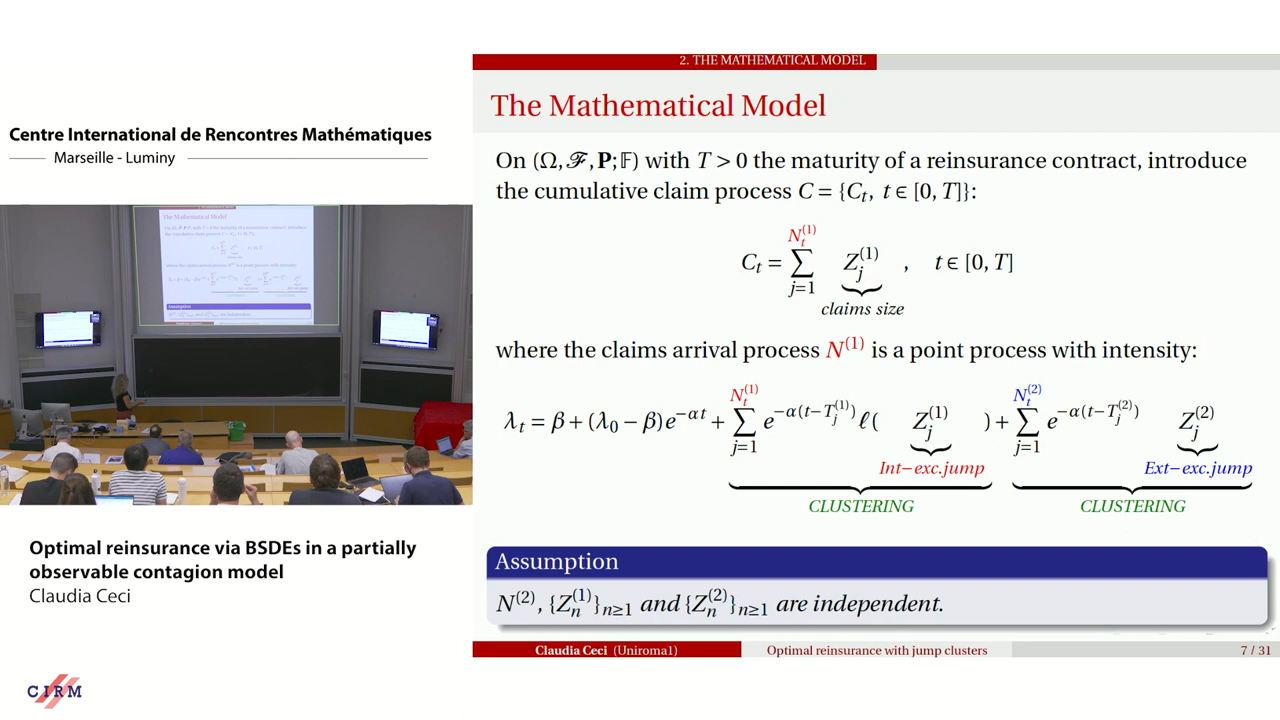 Centre International de Rencontres Mathématiques
Marseille - Luminy
Optimal reinsurance via BSDEs in a partially
observable contagion model
Claudia Ceci
CIRM
2. THE MATHEMATICAL MODEL
The Mathematical Model
On (Ω, ℱ, P; 𝔽) with T > 0 the maturity of a reinsurance contract, introduce
the cumulative claim process C = {C_t, t ∈ [0, T]}:
C_t = ∑_{j=1}^{N_t^{(1)}} Z_j^{(1)} , t ∈ [0, T]
claims size
where the claims arrival process N^{(1)} is a point process with intensity:
λ_t = β + (λ_0 − β)e^{−αt} + ∑_{j=1}^{N_t^{(1)}} e^{−α(t−T_j^{(1)})} ℓ( Z_j^{(1)} ) + ∑_{j=1}^{N_t^{(2)}} e^{−α(t−T_j^{(2)})} Z_j^{(2)}
Int−exc.jump Ext−exc.jump
CLUSTERING CLUSTERING
Assumption
N^{(2)}, {Z_n^{(1)}}_{n≥1} and {Z_n^{(2)}}_{n≥1} are independent.
Claudia Ceci (Uniroma1) Optimal reinsurance with jump clusters 7 / 31
The Mathematical Model
Assumption